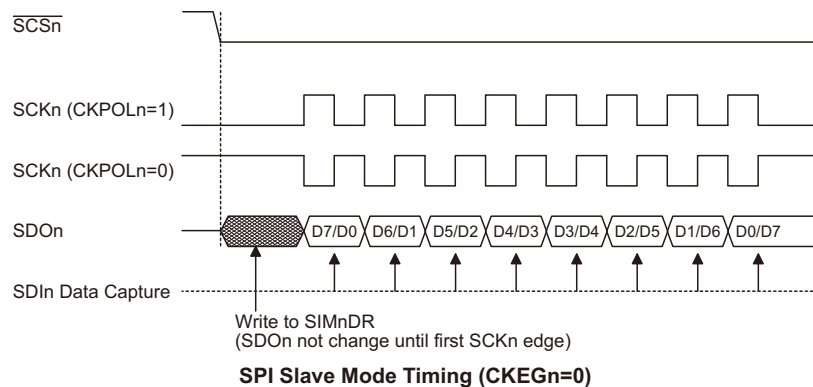 SCSn
SCKn (CKPOLn=1)
SCKn (CKPOLn=0)
SDOn
D7/D0 D6/D1 D5/D2 D4/D3 D3/D4 D2/D5 D1/D6 D0/D7
SDIn Data Capture
Write to SIMnDR
(SDOn not change until first SCKn edge)
SPI Slave Mode Timing (CKEGn=0)